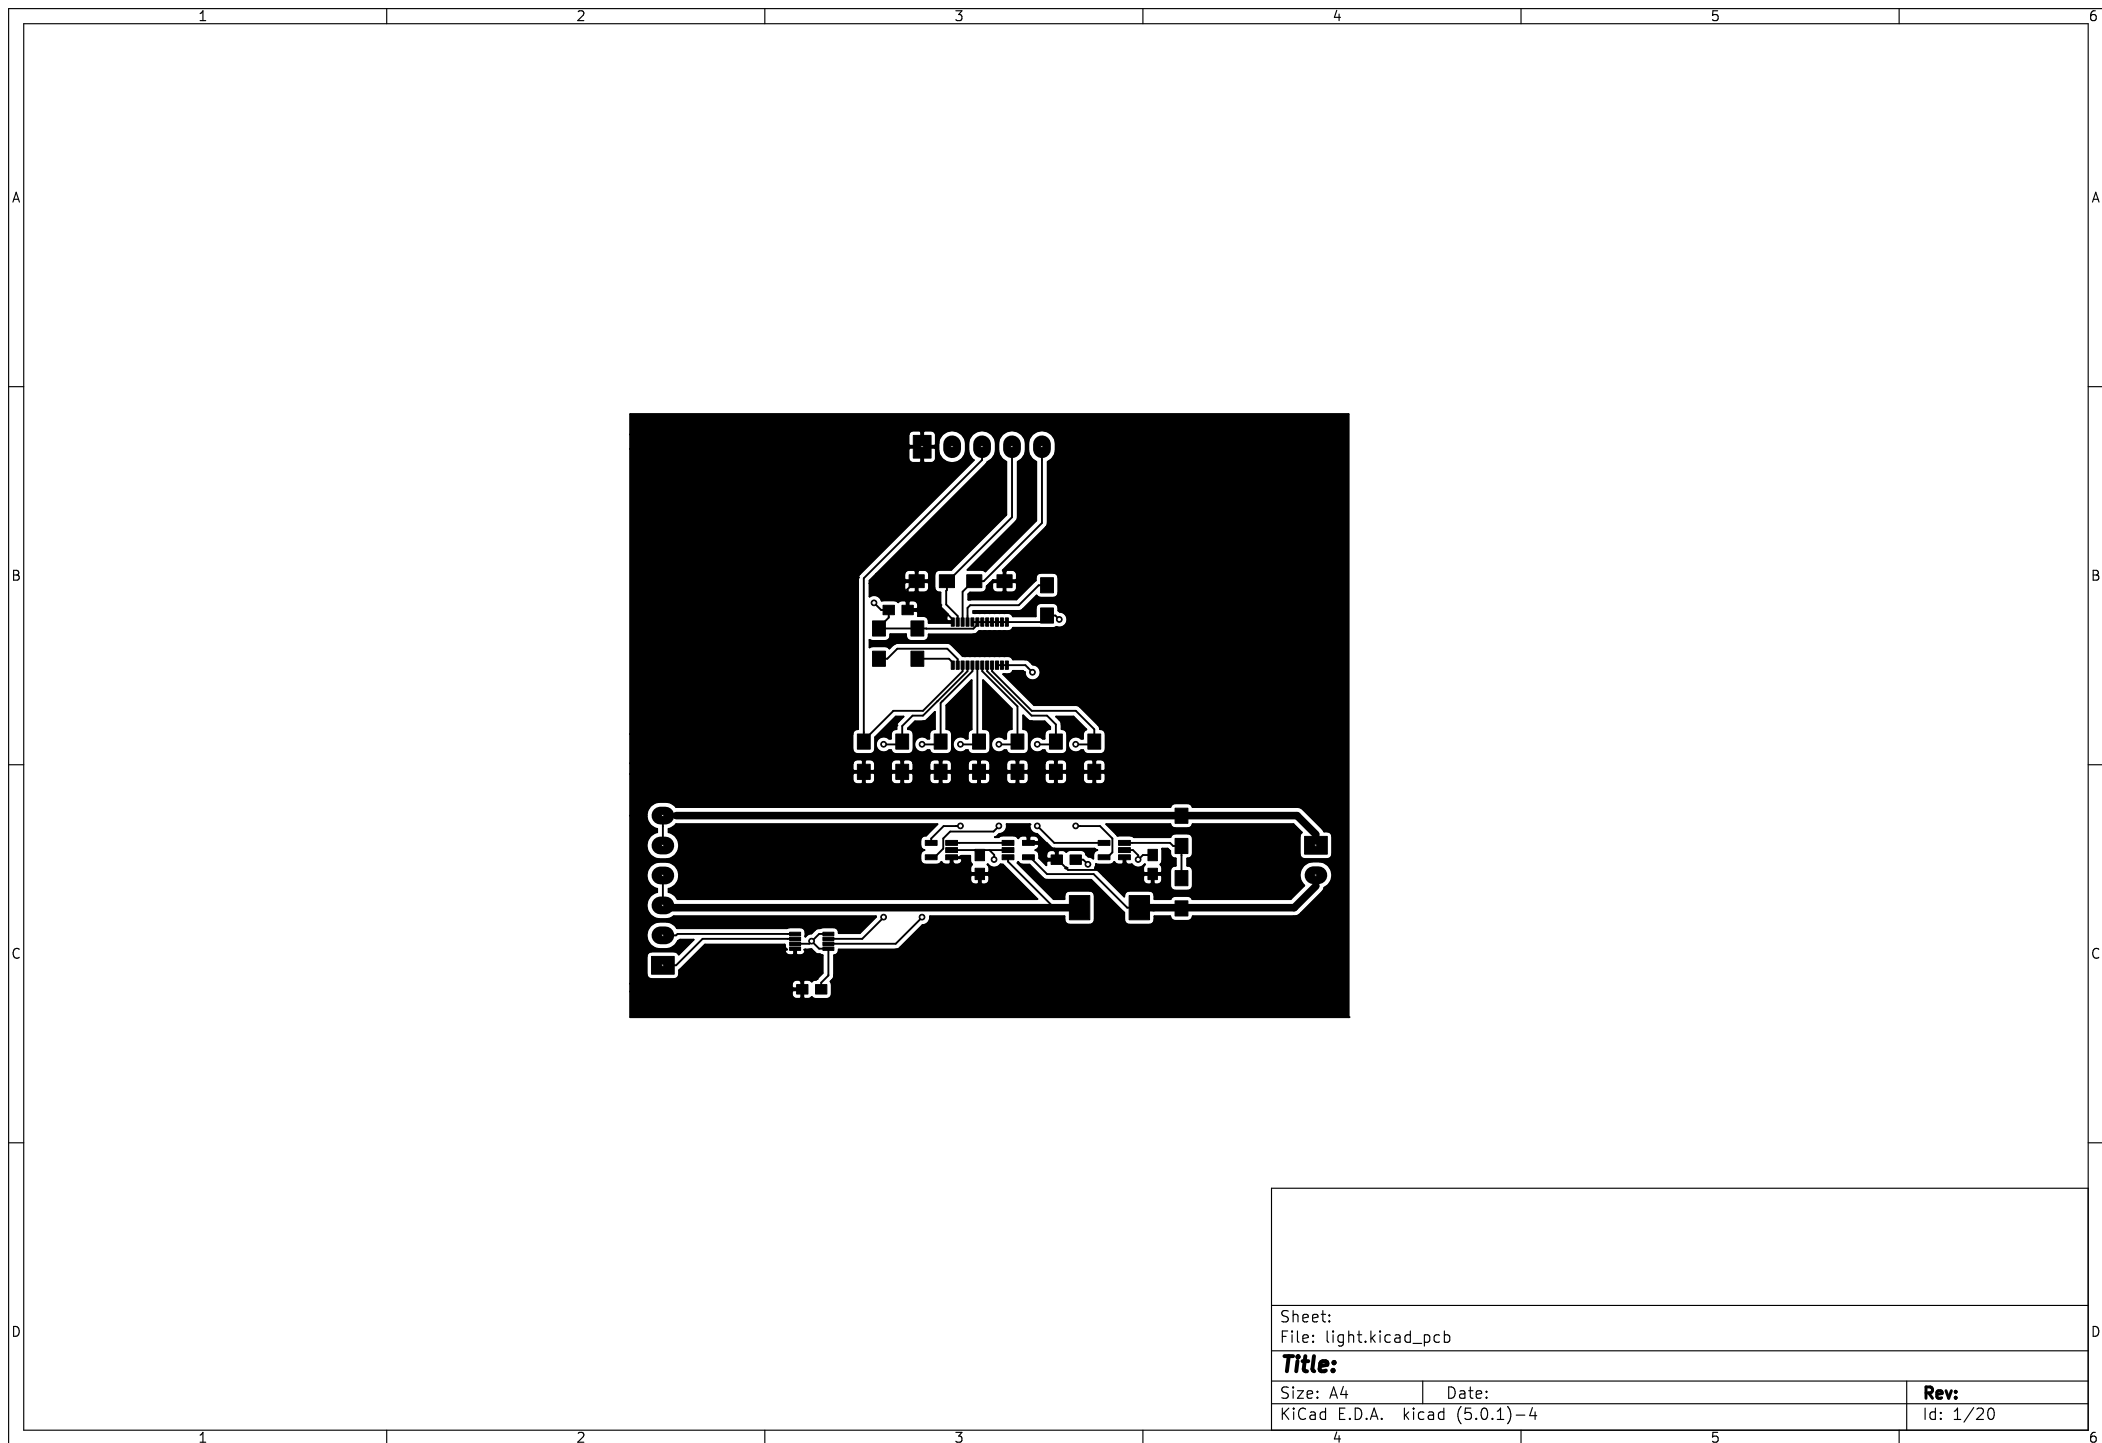 1 2 3 4 5 6
A A
B B
C C
Sheet:
File: light.kicad_pcb
D D
Title:
Size: A4 Date: Rev:
KiCad E.D.A. kicad (5.0.1)-4 Id: 1/20
1 2 3 4 5 6